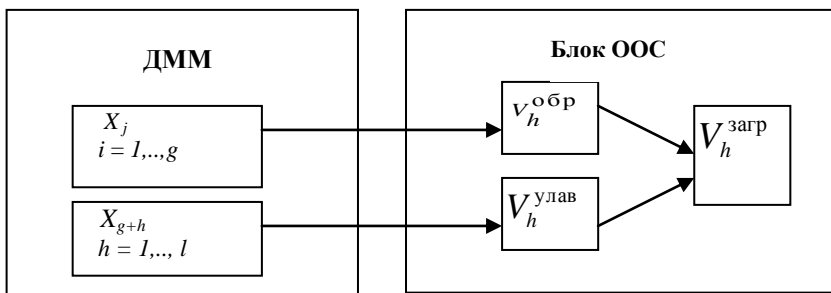 ДММ
Блок ООС
X_j
i = 1,..,g
V_h^обр
V_h^загр
X_{g+h}
h = 1,.., l
V_h^улав